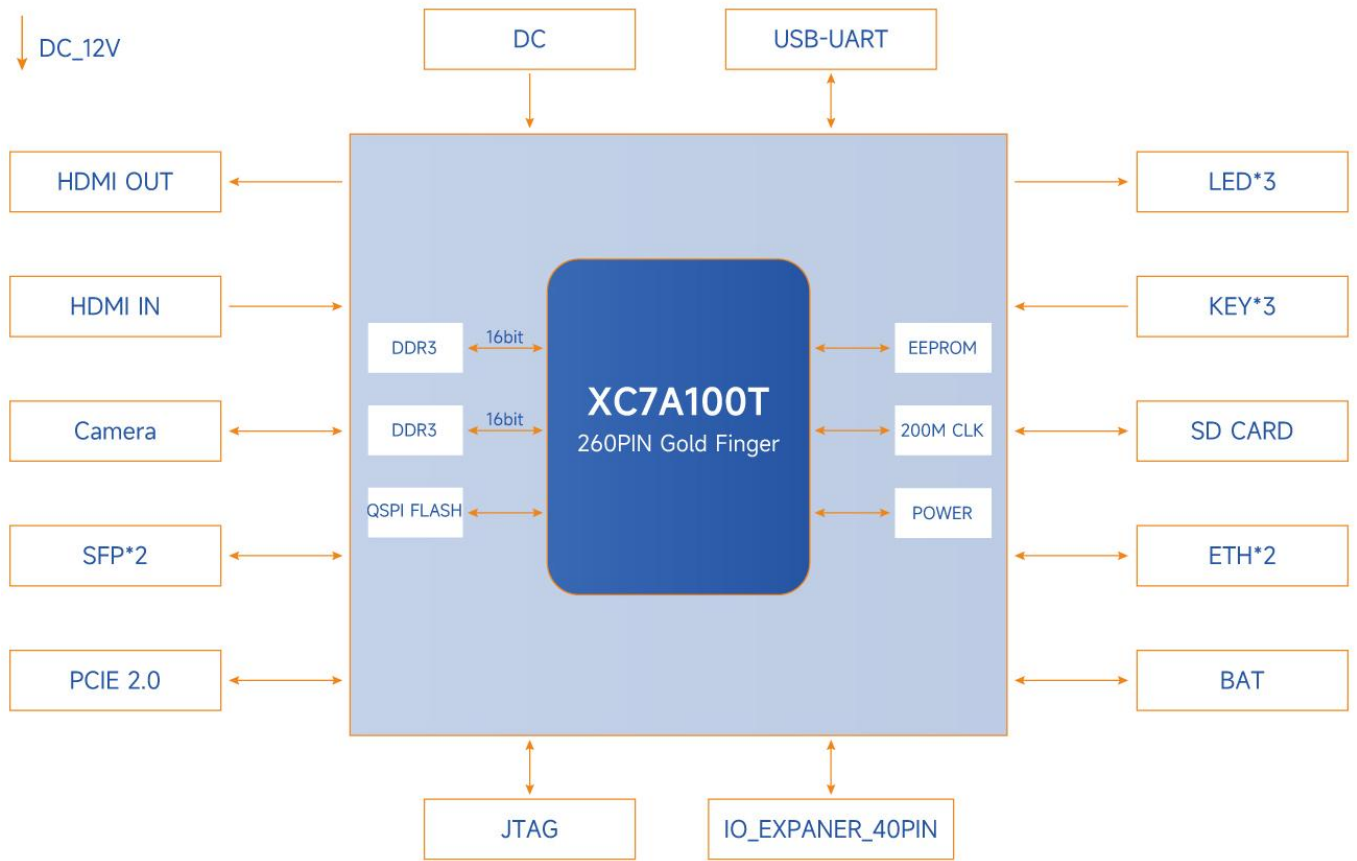 DC_12V
DC
USB-UART
HDMI OUT
LED*3
HDMI IN
KEY*3
DDR3
16bit
EEPROM
XC7A100T
Camera
DDR3
16bit
260PIN Gold Finger
200M CLK
SD CARD
QSPI FLASH
POWER
SFP*2
ETH*2
PCIE 2.0
BAT
JTAG
IO_EXPANER_40PIN